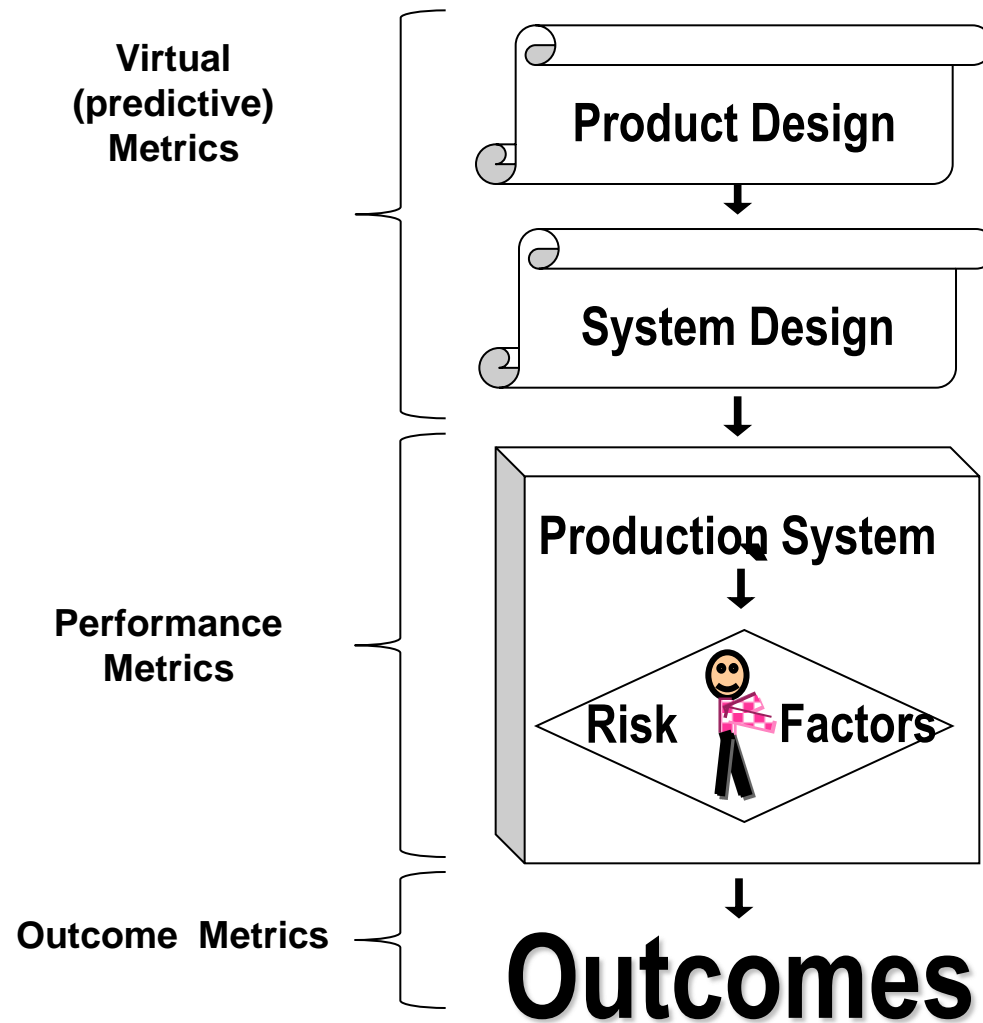 Virtual
(predictive)
Metrics
Product Design
System Design
Production System
Performance
Metrics
Risk Factors
Outcome Metrics
Outcomes